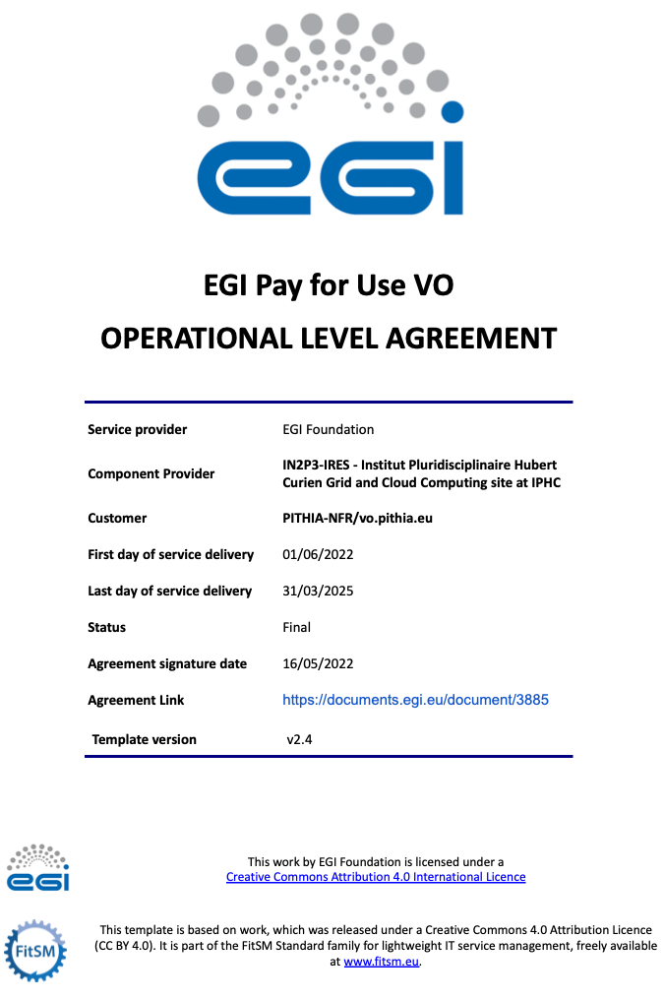 egi
EGI Pay for Use VO
OPERATIONAL LEVEL AGREEMENT
Service provider EGI Foundation
Component Provider IN2P3-IRES - Institut Pluridisciplinaire Hubert
Curien Grid and Cloud Computing site at IPHC
Customer PITHIA-NFR/vo.pithia.eu
First day of service delivery 01/06/2022
Last day of service delivery 31/03/2025
Status Final
Agreement signature date 16/05/2022
Agreement Link https://documents.egi.eu/document/3885
Template version v2.4
egi
This work by EGI Foundation is licensed under a
Creative Commons Attribution 4.0 International Licence
FitSM
This template is based on work, which was released under a Creative Commons 4.0 Attribution Licence
(CC BY 4.0). It is part of the FitSM Standard family for lightweight IT service management, freely available
at www.fitsm.eu.